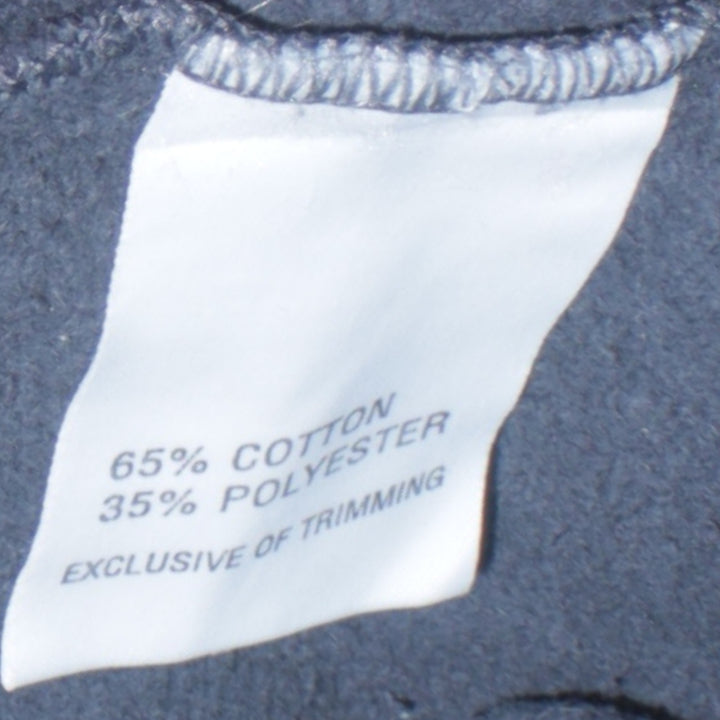 65% COTTON
35% POLYESTER
EXCLUSIVE OF TRIMMING